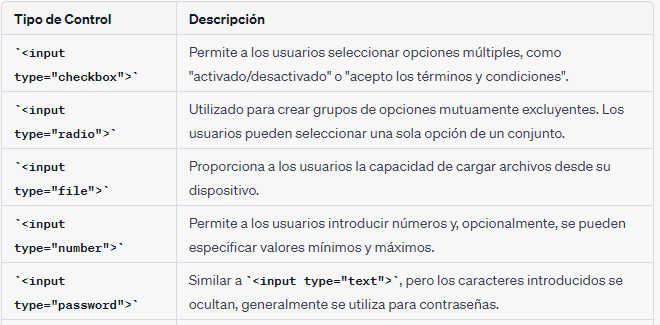 Tipo de Control Descripción
`<input Permite a los usuarios seleccionar opciones múltiples, como
type="checkbox">` "activado/desactivado" o "acepto los términos y condiciones".
`<input Utilizado para crear grupos de opciones mutuamente excluyentes. Los
type="radio">` usuarios pueden seleccionar una sola opción de un conjunto.
`<input Proporciona a los usuarios la capacidad de cargar archivos desde su
type="file">` dispositivo.
`<input Permite a los usuarios introducir números y, opcionalmente, se pueden
type="number">` especificar valores mínimos y máximos.
`<input Similar a `<input type="text">`, pero los caracteres introducidos se
type="password">` ocultan, generalmente se utiliza para contraseñas.